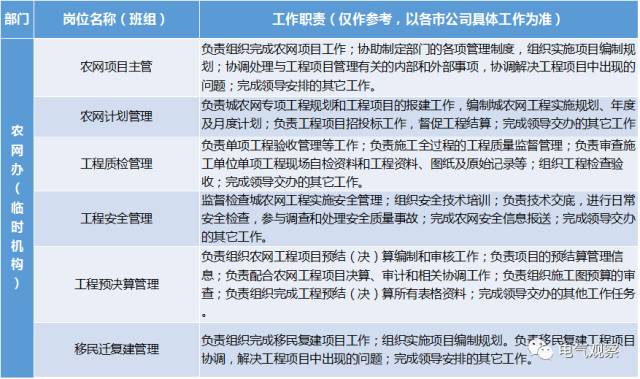 部门
岗位名称（班组）
工作职责（仅作参考，以各市公司具体工作为准）
农网办（临时机构）
农网项目主管
负责组织完成农网项目工作；协助制定部门的各项管理制度，组织实施项目编制规
划；协调处理与工程项目管理有关的内部和外部事项，协调解决工程项目中出现的
问题；完成领导安排的其它工作。
农网计划管理
负责城农网专项工程规划和工程项目的报建工作，编制城农网工程实施规划、年度
及月度计划；负责工程项目招投标工作，督促工程结算；完成领导交办的其它工作
工程质检管理
负责单项工程验收管理等工作；负责施工全过程的工程质量监督管理；负责审查施
工单位单项工程现场自检资料和工程资料、图纸及原始记录等；组织工程检查验
收；完成领导交办的其他工作。
工程安全管理
监督检查城农网工程实施安全管理；组织安全技术培训；负责技术交底，进行日常
安全检查，参与调查和处理安全质量事故；完成农网安全信息报送；完成领导交办
的其它工作。
工程预决算管理
负责组织农网工程项目预结（决）算编制和审核工作；负责项目的预结算管理信
息；负责配合农网工程项目决算、审计和相关协调工作；负责组织施工图预算的审
查；负责组织完成工程预结（决）算所有表格资料；完成领导交办的其他工作任务
。
移民迁复建管理
负责组织完成移民复建项目工作；组织实施项目编制规划。负责移民复建工程项目
协调，解决工程项目中出现的问题；完成领导安排的其它工作。
电气观察